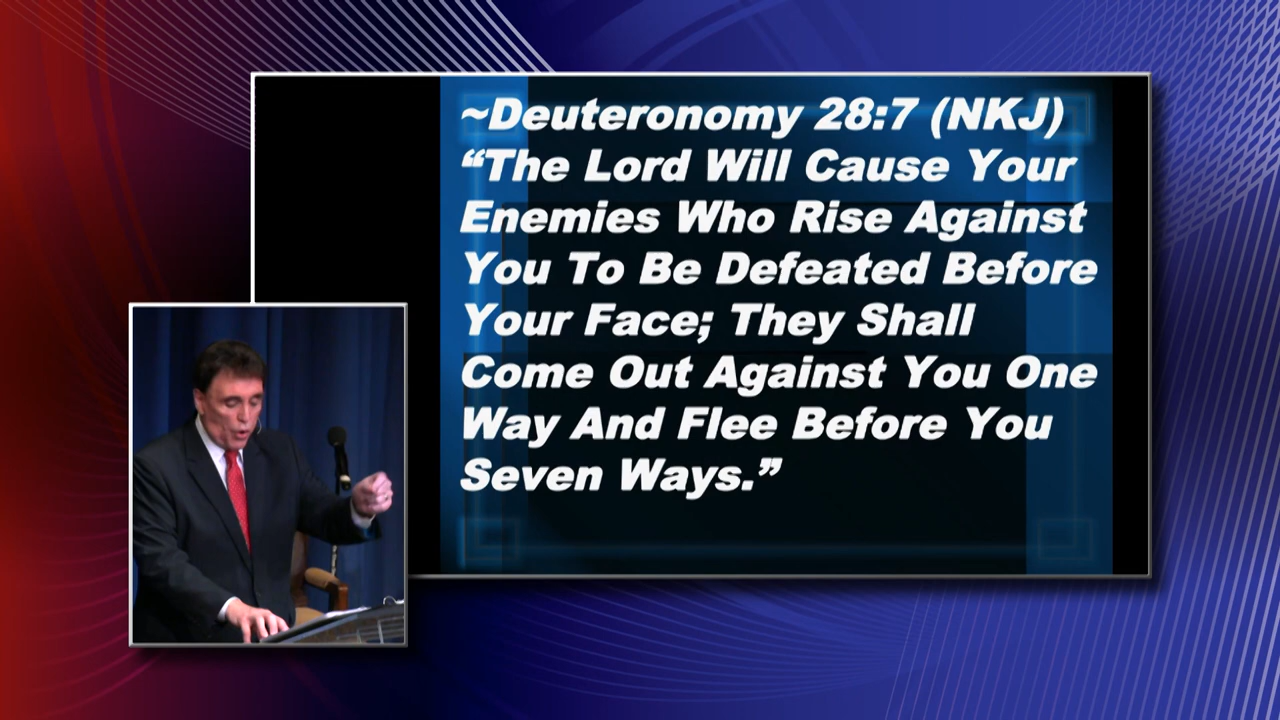 ~Deuteronomy 28:7 (NKJ)
“The Lord Will Cause Your
Enemies Who Rise Against
You To Be Defeated Before
Your Face; They Shall
Come Out Against You One
Way And Flee Before You
Seven Ways.”